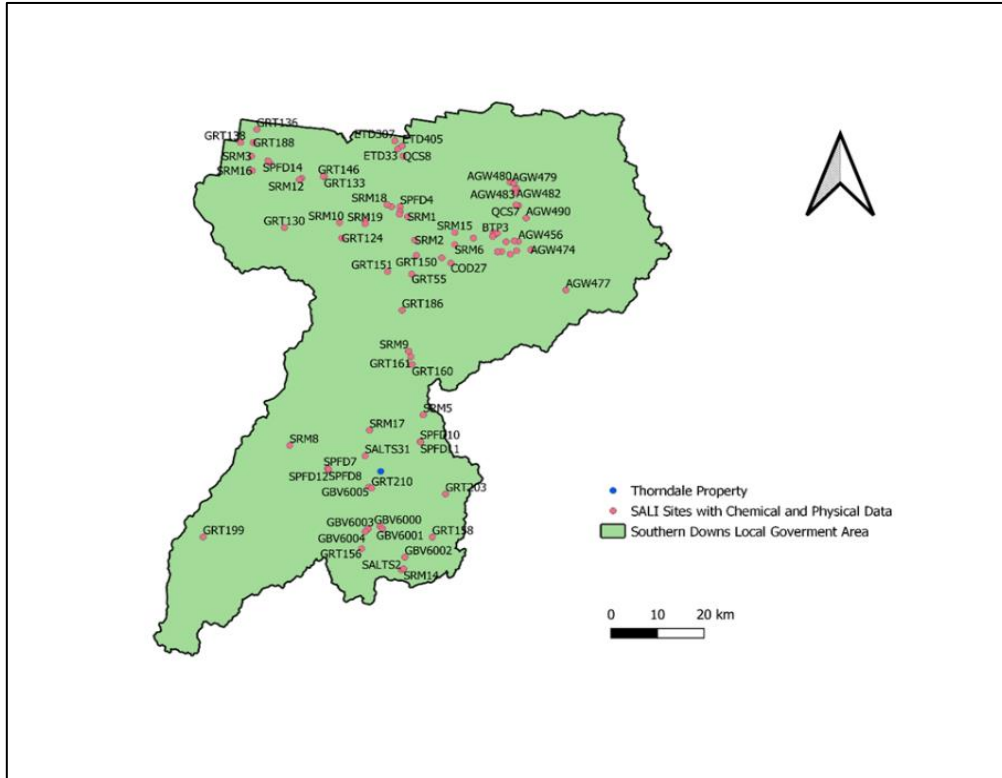 GRT136
GRT138
GRT188
SRM3
SRM16
SPFD14
SRM12
GRT146
GRT133
ETD307
ETD405
ETD33
QCS8
AGW480
AGW479
AGW483
AGW482
QCS7
AGW490
SRM18
SPFD4
SRM10
SRM19
SRM1
GRT130
GRT124
SRM2
SRM15
BTP3
AGW456
SRM6
AGW474
GRT151
GRT150
COD27
GRT55
AGW477
GRT186
SRM9
GRT161
GRT160
SRM5
SRM17
SRM8
SPFD10
SPFD11
SALTS31
SPFD7
SPFD12
SPFD8
GRT210
GBV6005
GRT203
GRT199
GBV6003
GBV6000
GBV6004
GBV6001
GRT158
GRT156
GBV6002
SALTS2
SRM14
Thorndale Property
SALI Sites with Chemical and Physical Data
Southern Downs Local Goverment Area
0 10 20 km